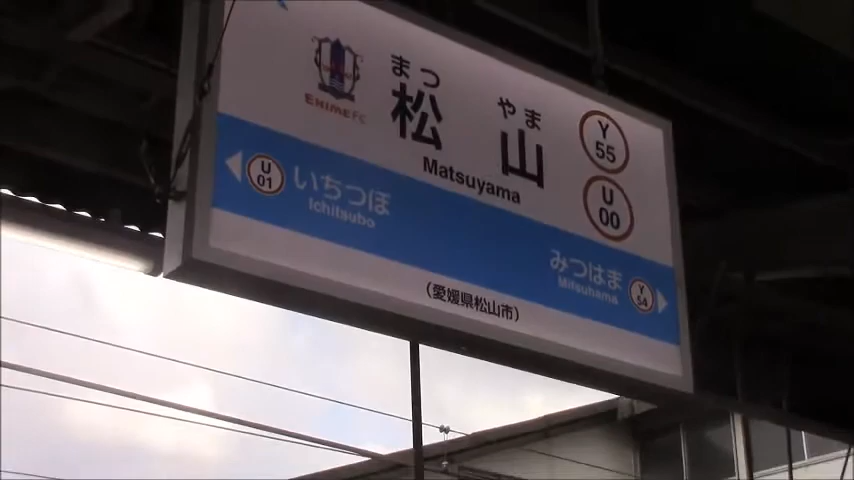 EHIME FC
まつ やま
松 山
Matsuyama
Y
55
U
00
U
01
いちつぼ
Ichitsubo
みつはま
Mitsuhama
Y
54
(愛媛県松山市)